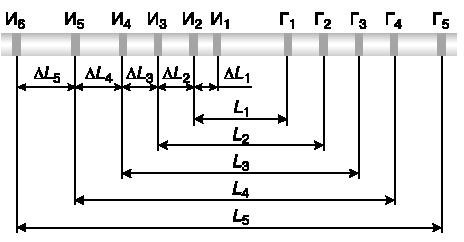 И₆ И₅ И₄ И₃ И₂ И₁ Г₁ Г₂ Г₃ Г₄ Г₅
ΔL₅ ΔL₄ ΔL₃ ΔL₂ ΔL₁
L₁
L₂
L₃
L₄
L₅